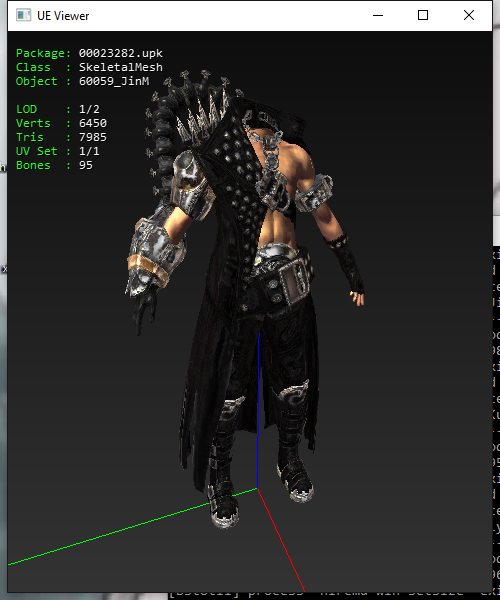 UE Viewer
Package: 00023282.upk
Class : SkeletalMesh
Object : 60059_JinM
LOD : 1/2
Verts : 6450
Tris : 7985
UV Set : 1/1
Bones : 95